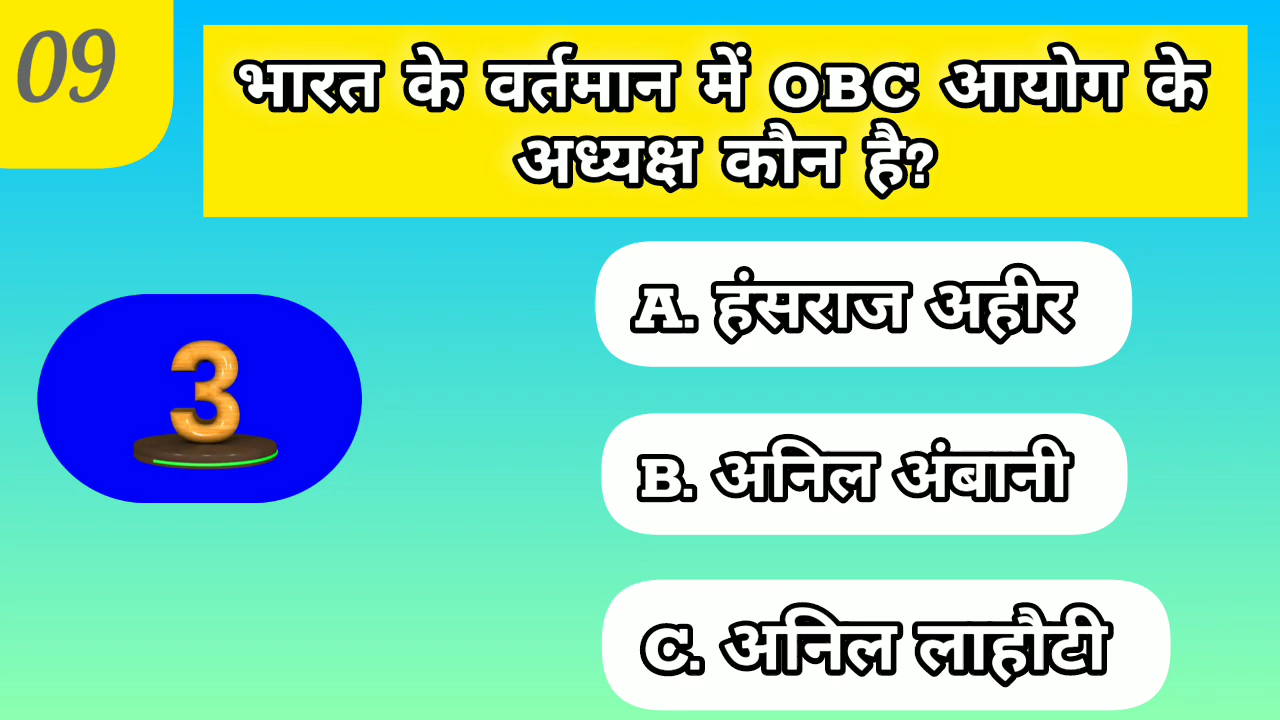 09
भारत के वर्तमान में OBC आयोग के
अध्यक्ष कौन है?
3
A. हंसराज अहीर
B. अनिल अंबानी
C. अनिल लाहौटी